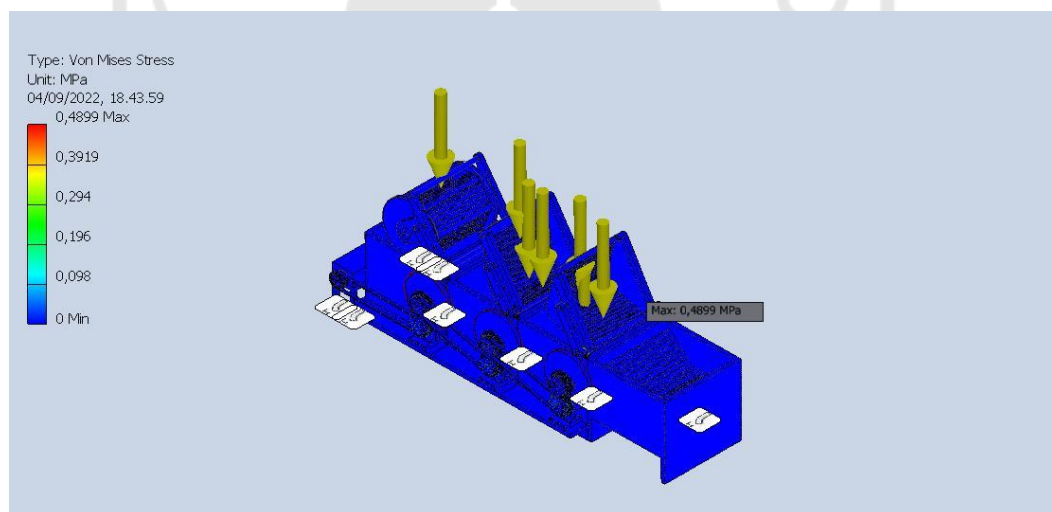 Type: Von Mises Stress
Unit: MPa
04/09/2022, 18.43.59
0,4899 Max
0,3919
0,294
0,196
0,098
0 Min
Max: 0,4899 MPa